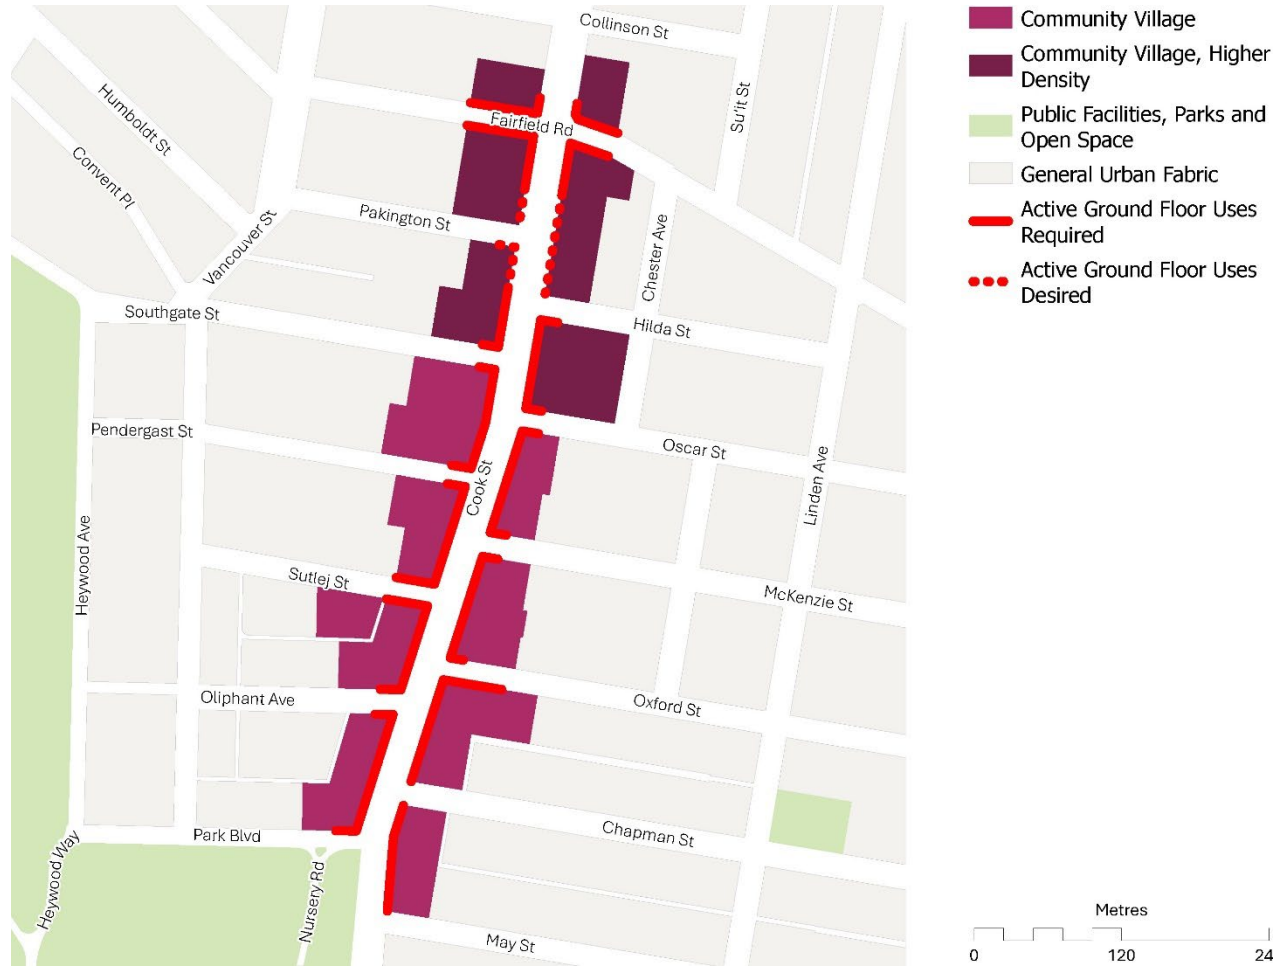 Collinson St
Community Village
Community Village, Higher
Density
Public Facilities, Parks and
Open Space
General Urban Fabric
Active Ground Floor Uses
Required
Active Ground Floor Uses
Desired
Humboldt St
Su'it St
Fairfield Rd
Convent Pl
Pakington St
Vancouver St
Chester Ave
Southgate St
Hilda St
Pendergast St
Oscar St
Cook St
Linden Ave
Heywood Ave
Sutlej St
McKenzie St
Oliphant Ave
Oxford St
Park Blvd
Chapman St
Heywood Way
Nursery Rd
May St
Metres
0 120 24